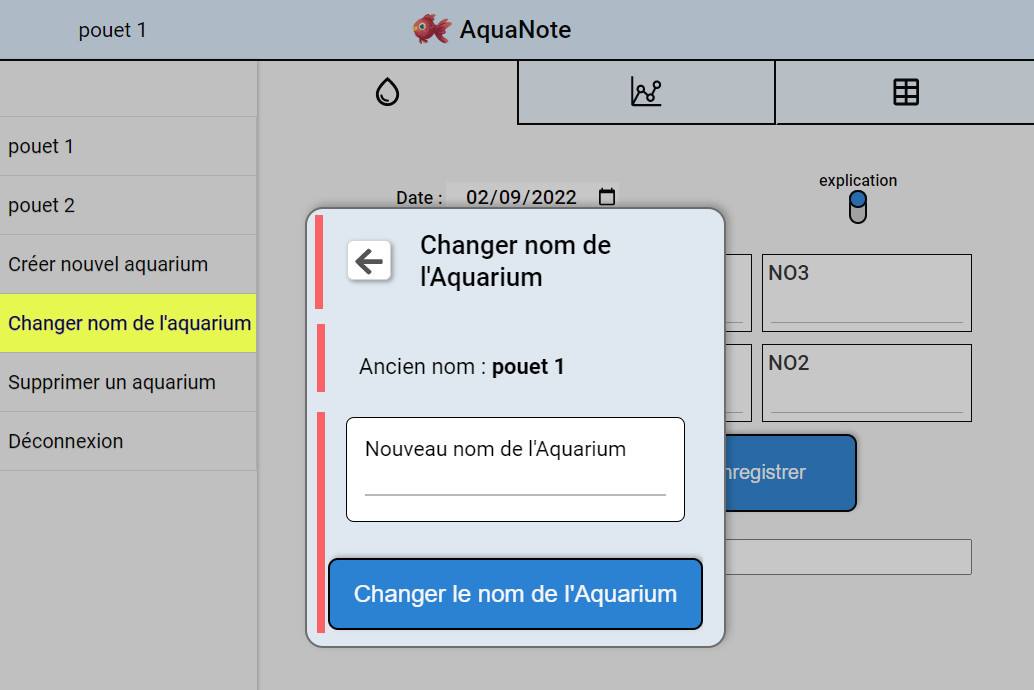 pouet 1
AquaNote
pouet 1
pouet 2
Créer nouvel aquarium
Changer nom de l'aquarium
Supprimer un aquarium
Déconnexion
Date : 02/09/2022
explication
NO3
NO2
Changer nom de
l'Aquarium
Ancien nom : pouet 1
Nouveau nom de l'Aquarium
Changer le nom de l'Aquarium